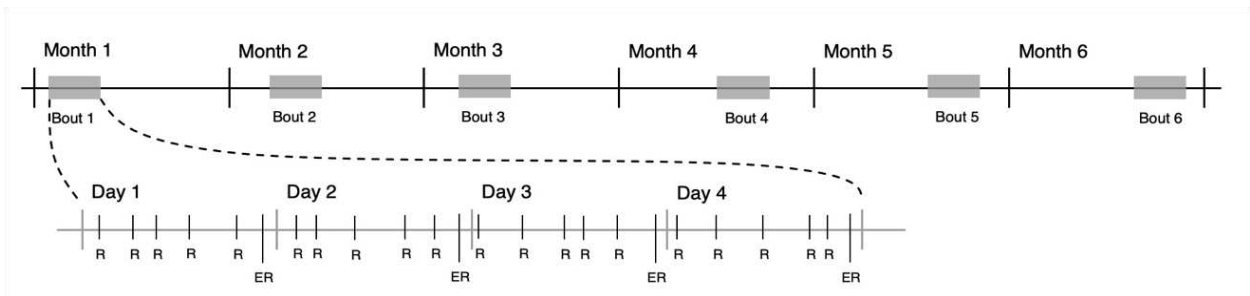 Month 1 Month 2 Month 3 Month 4 Month 5 Month 6
Bout 1 Bout 2 Bout 3 Bout 4 Bout 5 Bout 6
Day 1 Day 2 Day 3 Day 4
R R R R R R R R R R R R R R R R R R R R
ER ER ER ER